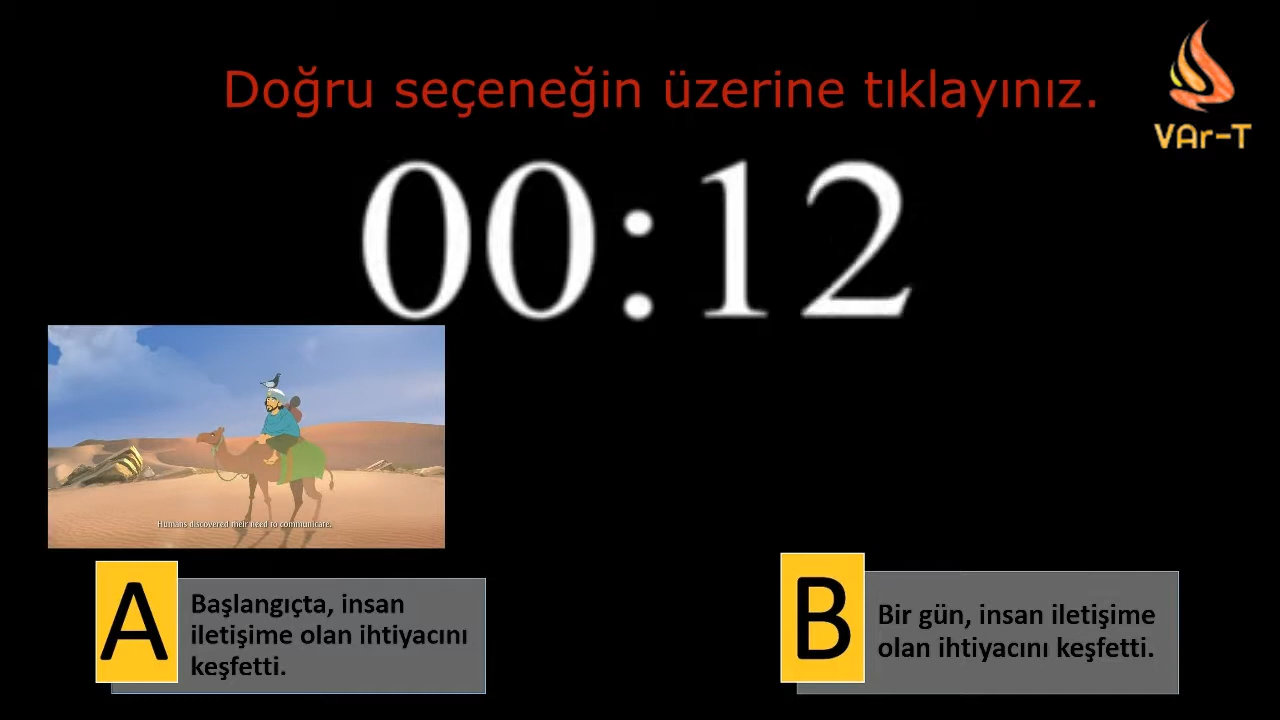 Doğru seçeneğin üzerine tıklayınız.
VAr-T
00:12
Humans discovered their need to communicate.
A
Başlangıçta, insan
iletişime olan ihtiyacını
keşfetti.
B
Bir gün, insan iletişime
olan ihtiyacını keşfetti.